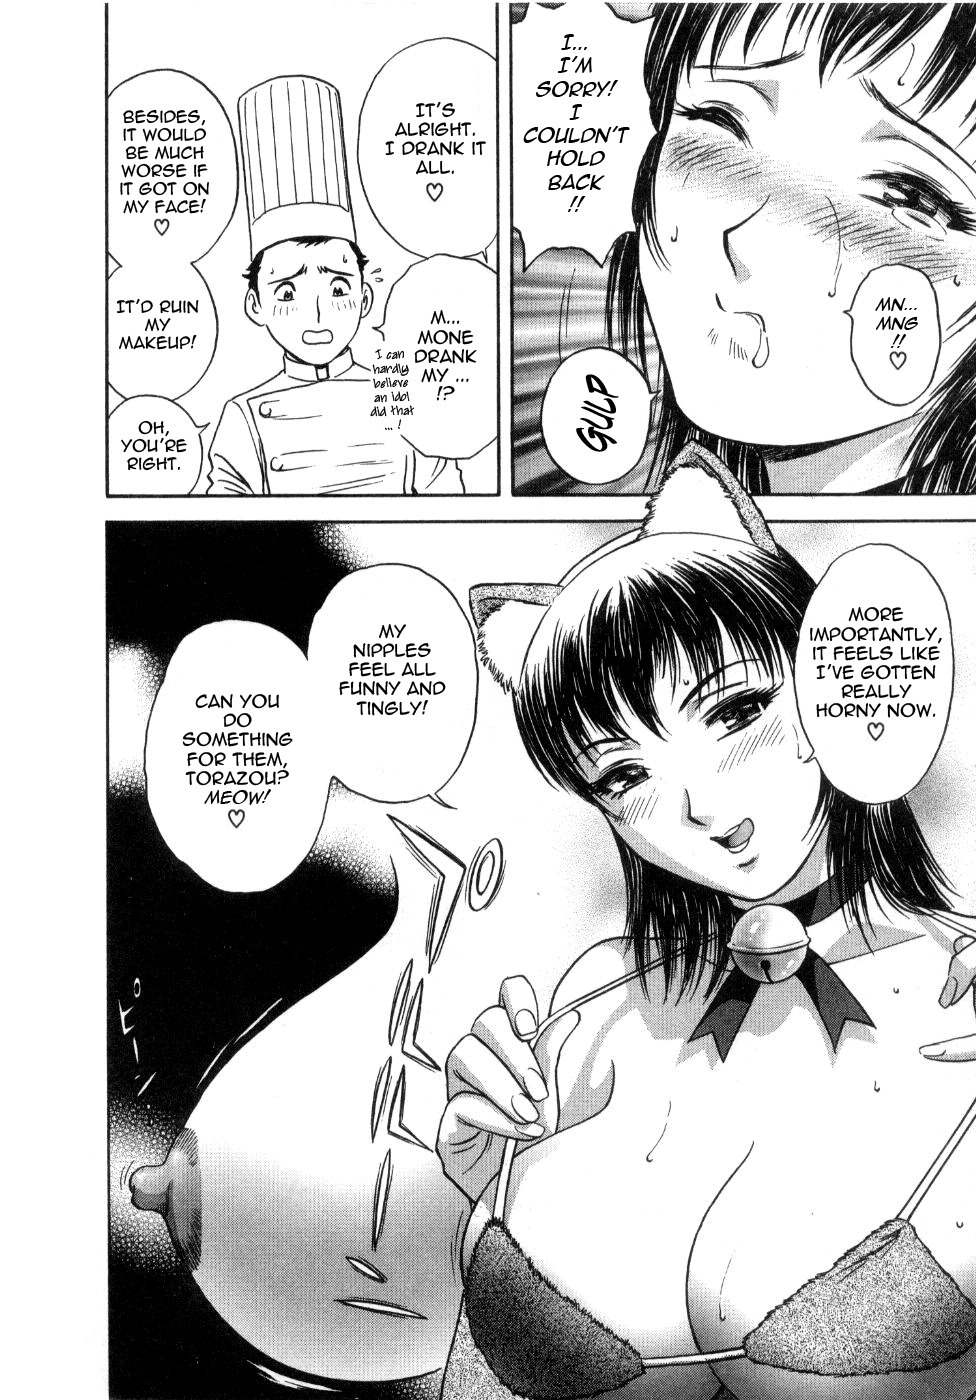 I...
I'M
SORRY!
I
COULDN'T
HOLD
BACK
!!
MN...
MNG
!!
♡
GULP
IT'S
ALRIGHT.
I DRANK IT
ALL.
♡
M...
MONE
DRANK
MY ...
!?
I can
hardly
believe
an idol
did that
...!
BESIDES,
IT WOULD
BE MUCH
WORSE IF
IT GOT ON
MY FACE!
♡
IT'D RUIN
MY
MAKEUP!
OH,
YOU'RE
RIGHT.
MORE
IMPORTANTLY,
IT FEELS LIKE
I'VE GOTTEN
REALLY
HORNY NOW.
♡
MY
NIPPLES
FEEL ALL
FUNNY AND
TINGLY!
CAN YOU
DO
SOMETHING
FOR THEM,
TORAZOU?
MEOW!
♡